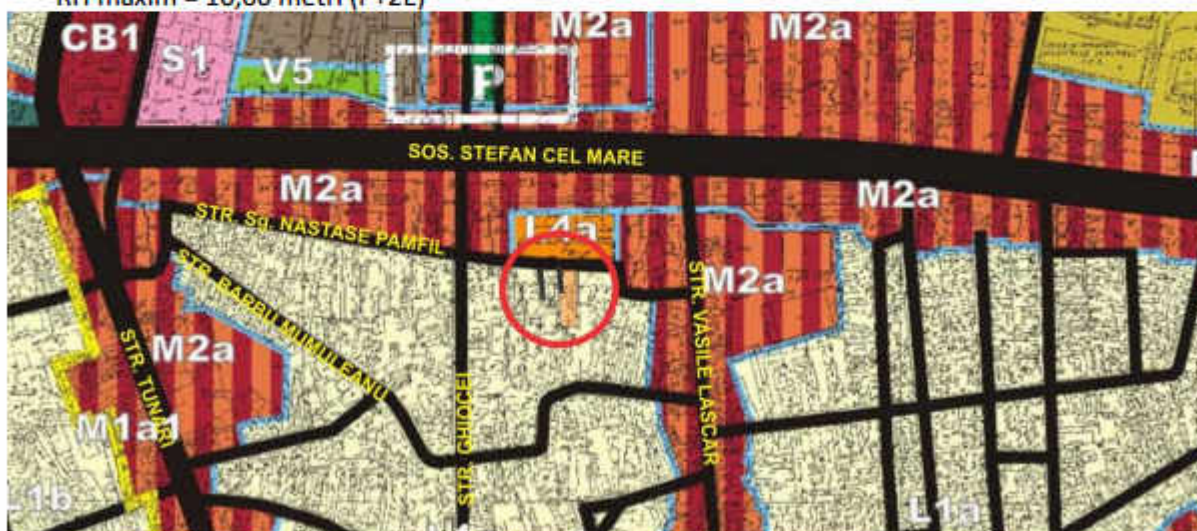 CB1
S1
V5
P
M2a
M2a
SOS. STEFAN CEL MARE
M2a
M2a
STR. Sg. NASTASE PAMFIL
L4a
M2a
STR. BARBU MUMULEANU
STR. TUNARI
M2a
STR. GHIOCEI
STR. VASILE LASCAR
M1a1
L1b
L1a